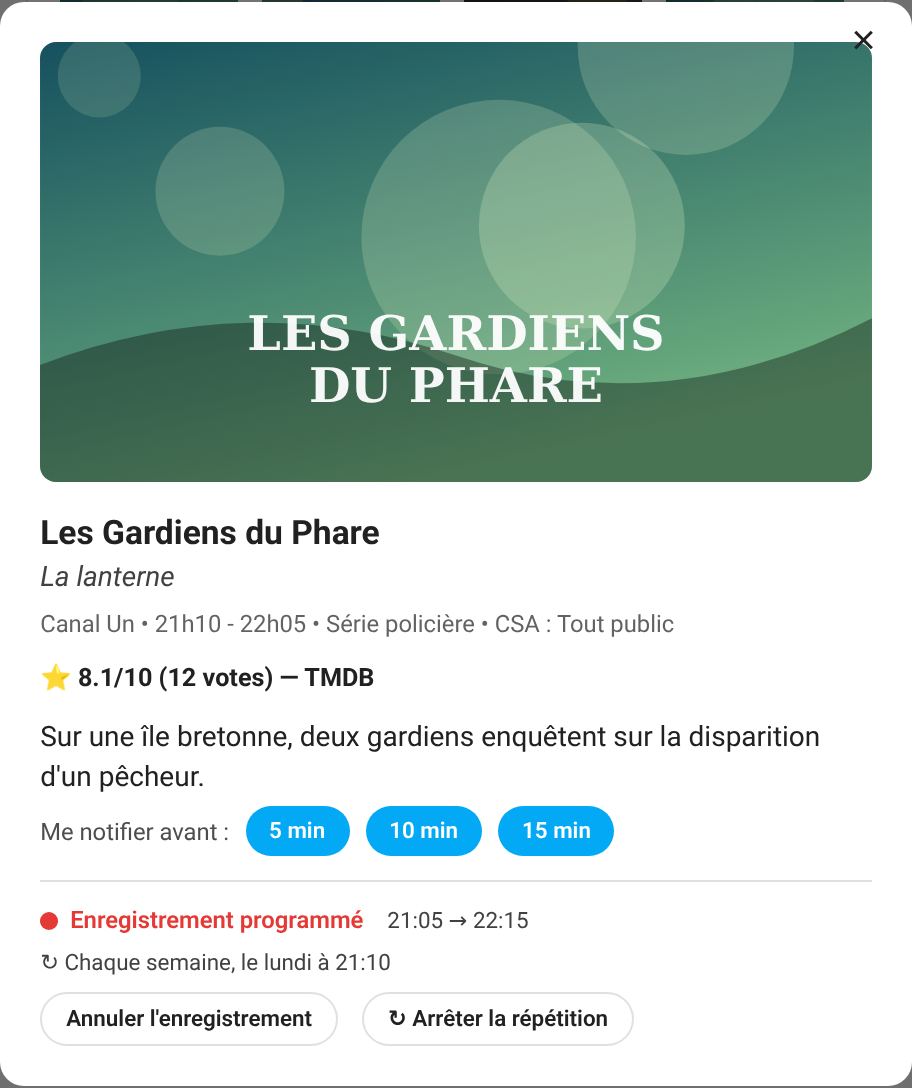 ×
LES GARDIENS
DU PHARE
Les Gardiens du Phare
La lanterne
Canal Un • 21h10 - 22h05 • Série policière • CSA : Tout public
⭐ 8.1/10 (12 votes) — TMDB
Sur une île bretonne, deux gardiens enquêtent sur la disparition
d'un pêcheur.
Me notifier avant : 5 min 10 min 15 min
Enregistrement programmé 21:05 → 22:15
↻ Chaque semaine, le lundi à 21:10
Annuler l'enregistrement ↻ Arrêter la répétition